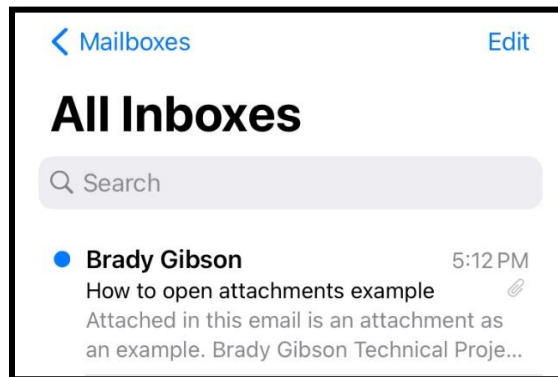 Mailboxes Edit
All Inboxes
Search
Brady Gibson 5:12 PM
How to open attachments example
Attached in this email is an attachment as
an example. Brady Gibson Technical Proje...